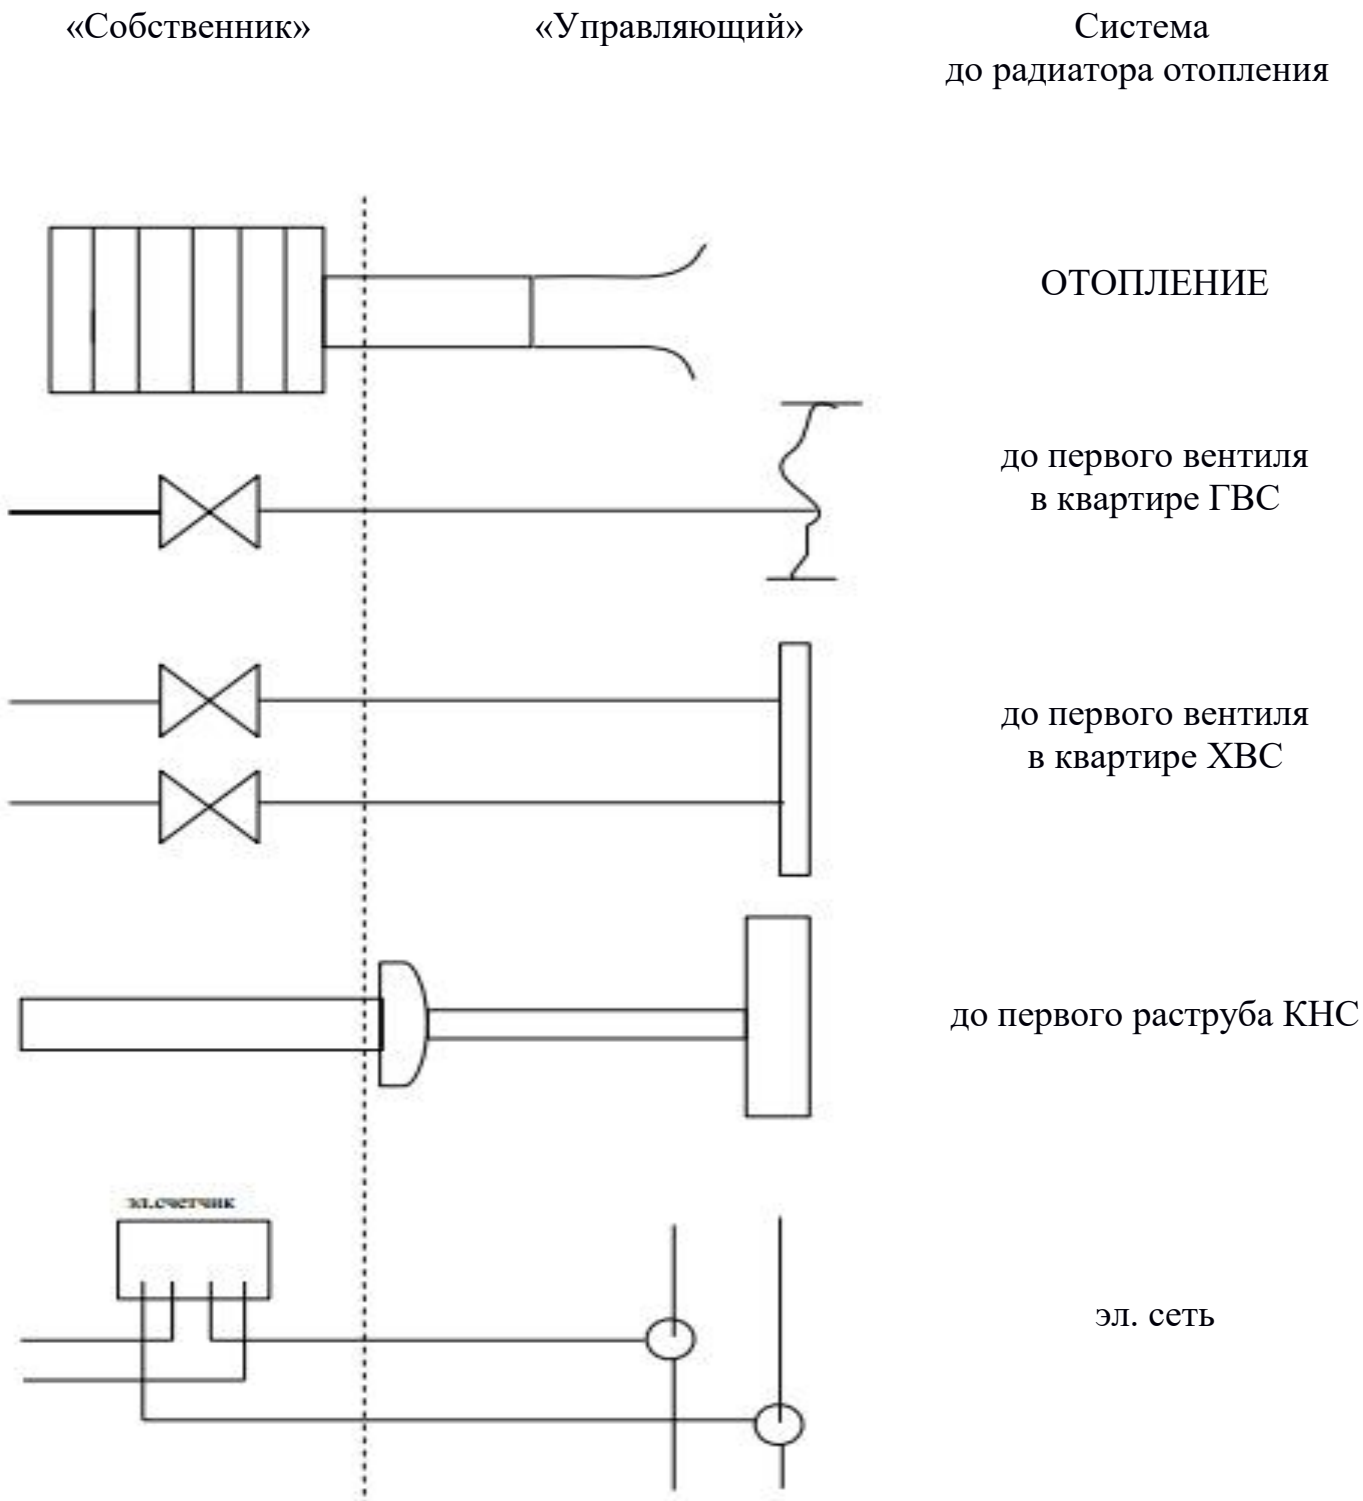 «Собственник» «Управляющий» Система
до радиатора отопления
ОТОПЛЕНИЕ
до первого вентиля
в квартире ГВС
до первого вентиля
в квартире ХВС
до первого раструба КНС
эл.счетчик
эл. сеть